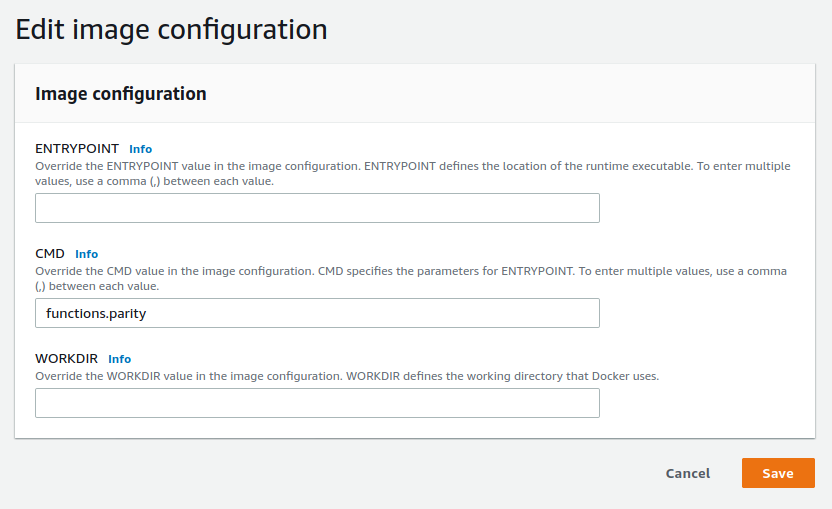 Edit image configuration
Image configuration
ENTRYPOINT Info
Override the ENTRYPOINT value in the image configuration. ENTRYPOINT defines the location of the runtime executable. To enter multiple
values, use a comma (,) between each value.
CMD Info
Override the CMD value in the image configuration. CMD specifies the parameters for ENTRYPOINT. To enter multiple values, use a comma
(,) between each value.
functions.parity
WORKDIR Info
Override the WORKDIR value in the image configuration. WORKDIR defines the working directory that Docker uses.
Cancel Save